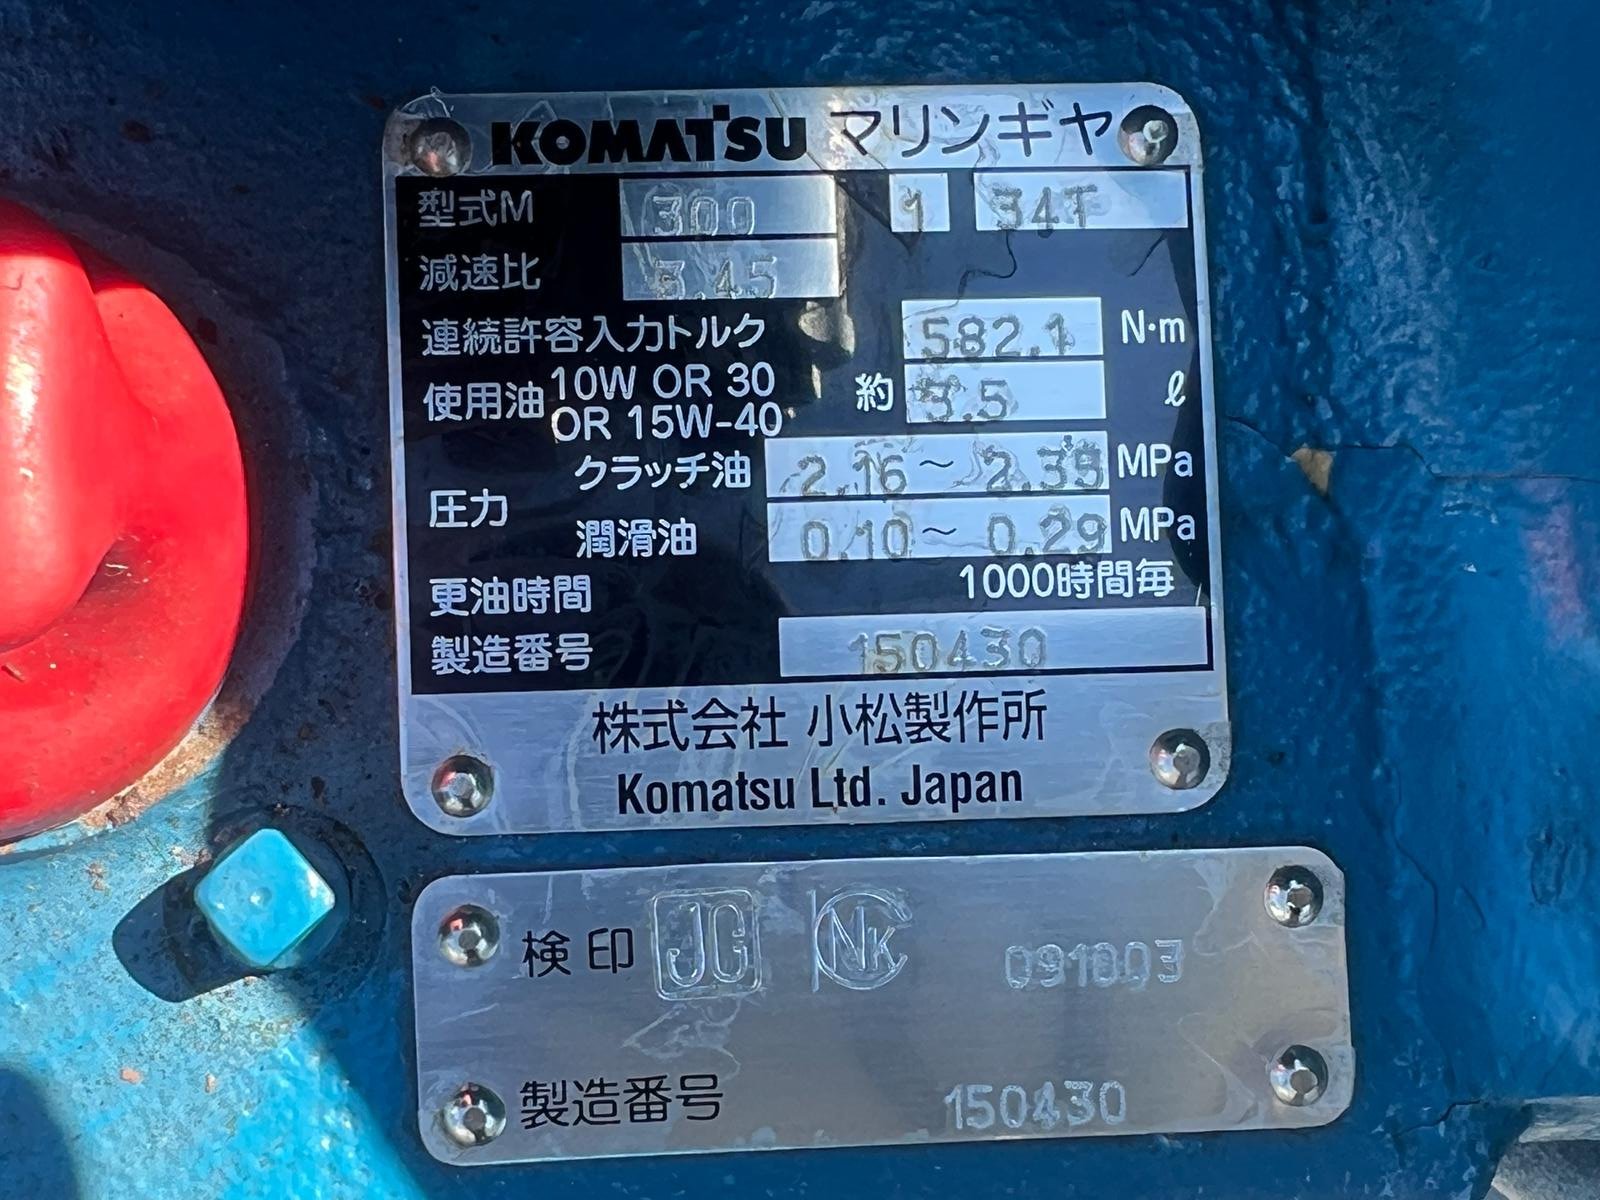 KOMATSU マリンギヤ
型式M 300 1 34T
減速比 3.45
連続許容入力トルク 582.1 N·m
使用油 10W OR 30 OR 15W-40 約 3.5 ℓ
圧力 クラッチ油 2.16 ~ 2.35 MPa
潤滑油 0.10 ~ 0.29 MPa
更油時間 1000時間毎
製造番号 150430
株式会社 小松製作所
Komatsu Ltd. Japan
検印 JG NK 091003
製造番号 150430